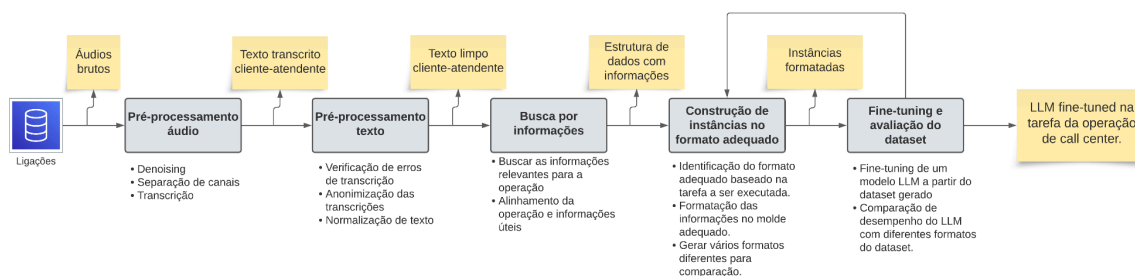 Áudios
brutos
Texto transcrito
cliente-atendente
Texto limpo
cliente-atendente
Estrutura de
dados com
informações
Instâncias
formatadas
Ligações
Pré-processamento
áudio
Pré-processamento
texto
Busca por
informações
Construção de
instâncias no
formato adequado
Fine-tuning e
avaliação do
dataset
LLM fine-tuned na
tarefa da operação
de call center.
• Denoising
• Separação de canais
• Transcrição
• Verificação de erros
de transcrição
• Anonimização das
transcrições
• Normalização de texto
• Buscar as informações
relevantes para a
operação
• Alinhamento da
operação e informações
úteis
• Identificação do formato
adequado baseado na
tarefa a ser executada.
• Formatação das
informações no molde
adequado.
• Gerar vários formatos
diferentes para
comparação.
• Fine-tuning de um
modelo LLM a partir do
dataset gerado
• Comparação de
desempenho do LLM
com diferentes formatos
do dataset.